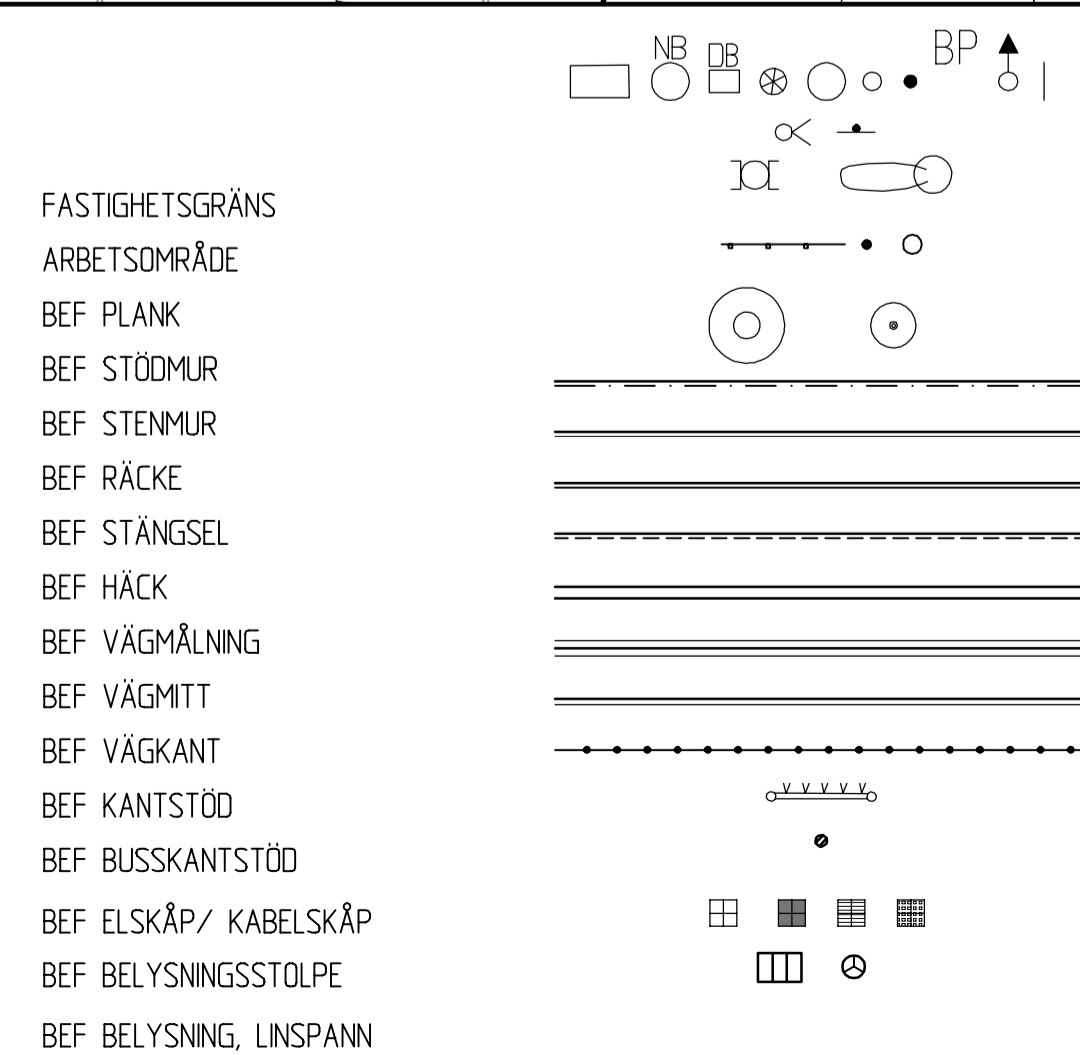 NB
DB
BP
FASTIGHETSGRÄNS
ARBETSOMRÅDE
BEF PLANK
BEF STÖDMUR
BEF STENMUR
BEF RÄCKE
BEF STÄNGSEL
BEF HÄCK
BEF VÄGMÅLNING
BEF VÄGMITT
BEF VÄGKANT
BEF KANTSTÖD
BEF BUSSKANTSTÖD
BEF ELSKÅP/ KABELSKÅP
BEF BELYSNINGSSTOLPE
BEF BELYSNING, LINSPANN